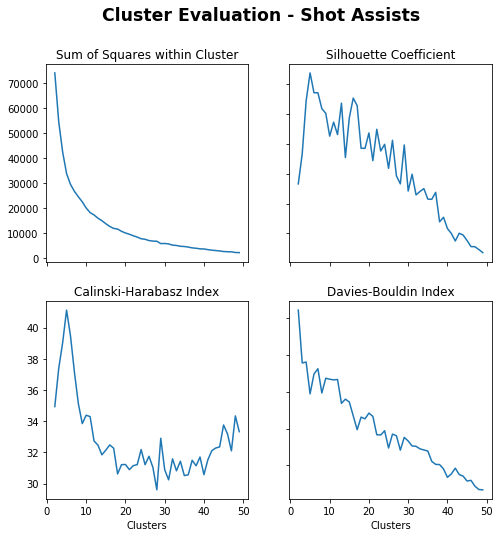 Cluster Evaluation - Shot Assists
Sum of Squares within Cluster
Silhouette Coefficient
70000
60000
50000
40000
30000
20000
10000
0
Calinski-Harabasz Index
Davies-Bouldin Index
40
38
36
34
32
30
0 10 20 30 40 50
0 10 20 30 40 50
Clusters
Clusters